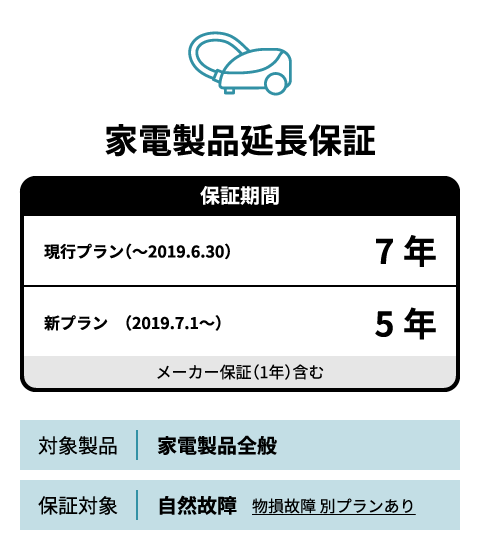 家電製品延長保証
保証期間
現行プラン（～2019.6.30） 7 年
新プラン （2019.7.1～） 5 年
メーカー保証（1年）含む
対象製品 家電製品全般
保証対象 自然故障 物損故障 別プランあり